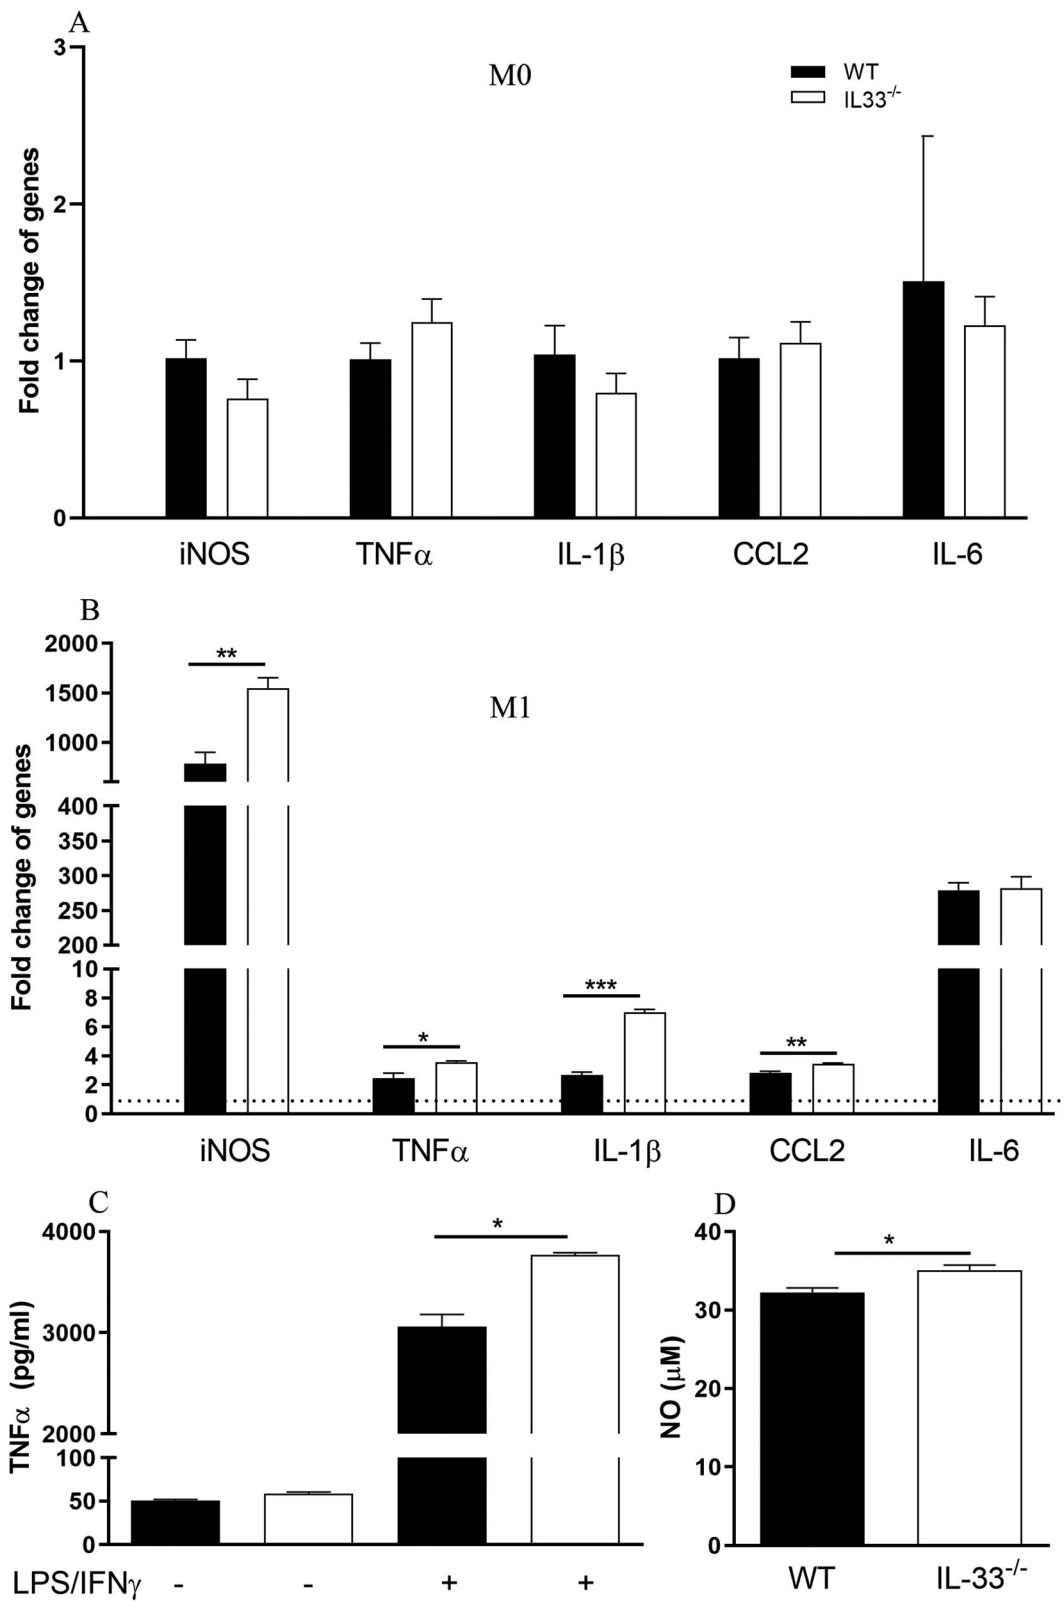 A
M0
WT
IL33-/-
Fold change of genes
3
2
1
0
iNOS TNFα IL-1β CCL2 IL-6
B
M1
Fold change of genes
2000
1500
1000
400
350
300
250
200
10
8
6
4
2
0
**
*
***
**
iNOS TNFα IL-1β CCL2 IL-6
C
TNFα (pg/ml)
4000
3000
2000
100
50
0
*
LPS/IFNγ - - + +
D
NO (μM)
40
30
20
10
0
*
WT IL-33-/-